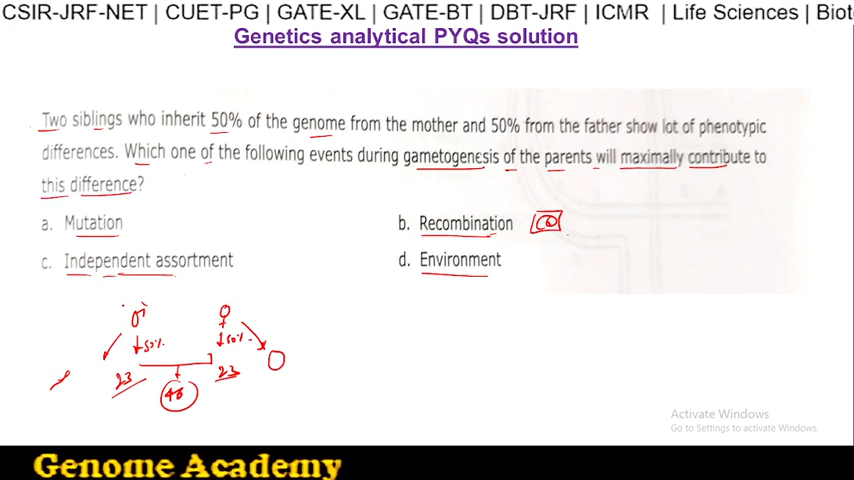 CSIR-JRF-NET | CUET-PG | GATE-XL | GATE-BT | DBT-JRF | ICMR | Life Sciences | Biot
Genetics analytical PYQs solution
Two siblings who inherit 50% of the genome from the mother and 50% from the father show lot of phenotypic
differences. Which one of the following events during gametogenesis of the parents will maximally contribute to
this difference?
a. Mutation
b. Recombination
c. Independent assortment
d. Environment
♀
50%
50%
23
23
46
Activate Windows
Go to Settings to activate Windows.
Genome Academy